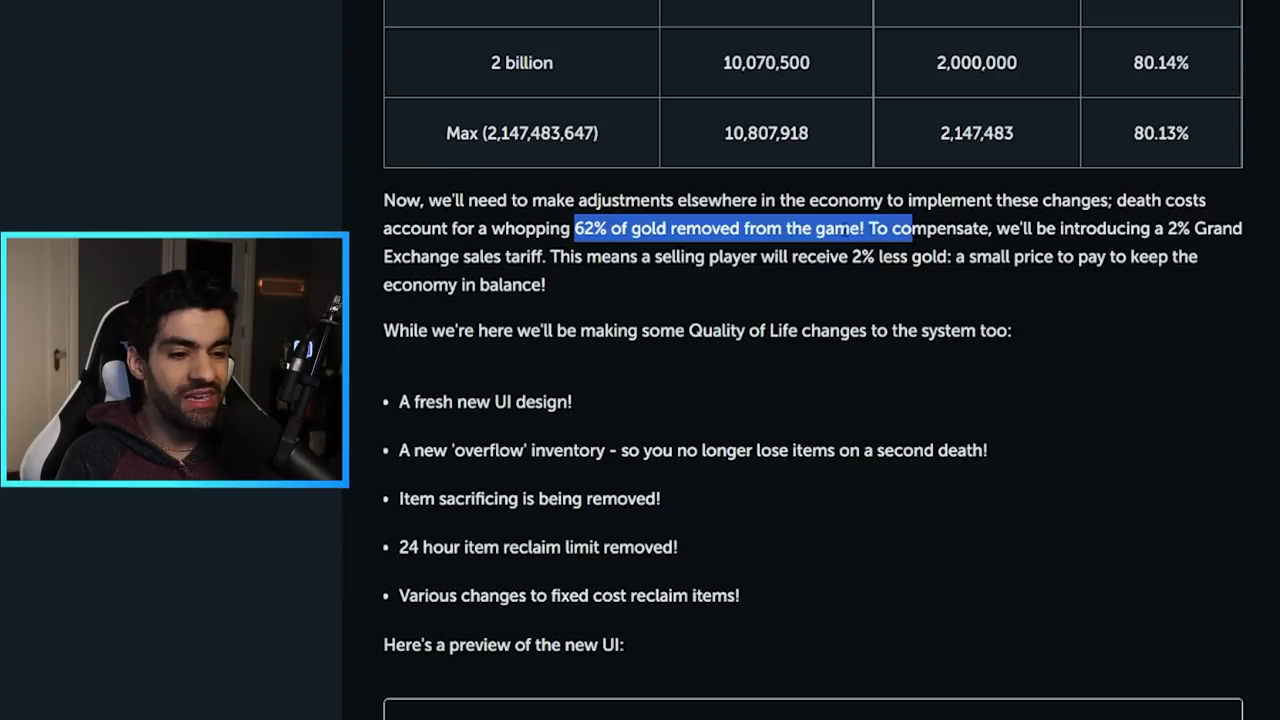 2 billion 10,070,500 2,000,000 80.14%
Max (2,147,483,647) 10,807,918 2,147,483 80.13%
Now, we'll need to make adjustments elsewhere in the economy to implement these changes; death costs
account for a whopping 62% of gold removed from the game! To compensate, we'll be introducing a 2% Grand
Exchange sales tariff. This means a selling player will receive 2% less gold: a small price to pay to keep the
economy in balance!
While we're here we'll be making some Quality of Life changes to the system too:
• A fresh new UI design!
• A new 'overflow' inventory - so you no longer lose items on a second death!
• Item sacrificing is being removed!
• 24 hour item reclaim limit removed!
• Various changes to fixed cost reclaim items!
Here's a preview of the new UI: